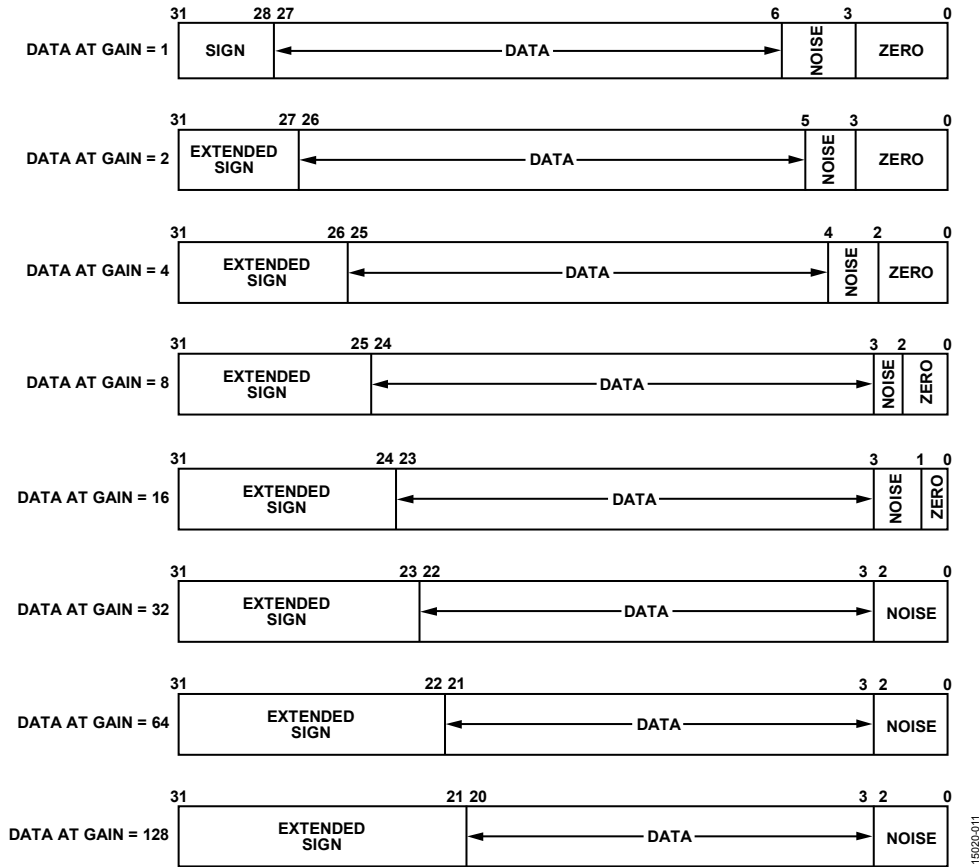 31 28 27 6 3 0
DATA AT GAIN = 1 SIGN DATA NOISE ZERO
31 27 26 5 3 0
DATA AT GAIN = 2 EXTENDED SIGN DATA NOISE ZERO
31 26 25 4 2 0
DATA AT GAIN = 4 EXTENDED SIGN DATA NOISE ZERO
31 25 24 3 2 0
DATA AT GAIN = 8 EXTENDED SIGN DATA NOISE ZERO
31 24 23 3 1 0
DATA AT GAIN = 16 EXTENDED SIGN DATA NOISE ZERO
31 23 22 3 2 0
DATA AT GAIN = 32 EXTENDED SIGN DATA NOISE
31 22 21 3 2 0
DATA AT GAIN = 64 EXTENDED SIGN DATA NOISE
31 21 20 3 2 0
DATA AT GAIN = 128 EXTENDED SIGN DATA NOISE
15020-011